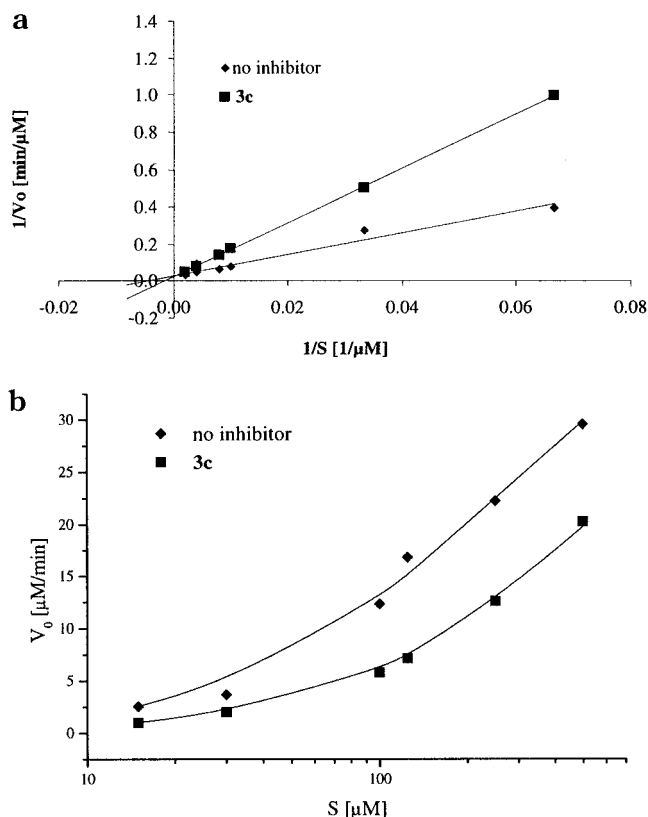 a
1.4
1.2
1.0
0.8
0.6
0.4
0.2
0.0
-0.2
1/Vo [min/µM]
no inhibitor
3c
-0.02 0.00 0.02 0.04 0.06 0.08
1/S [1/µM]
b
30
25
20
15
10
5
0
V0 [µM/min]
no inhibitor
3c
10 100
S [µM]